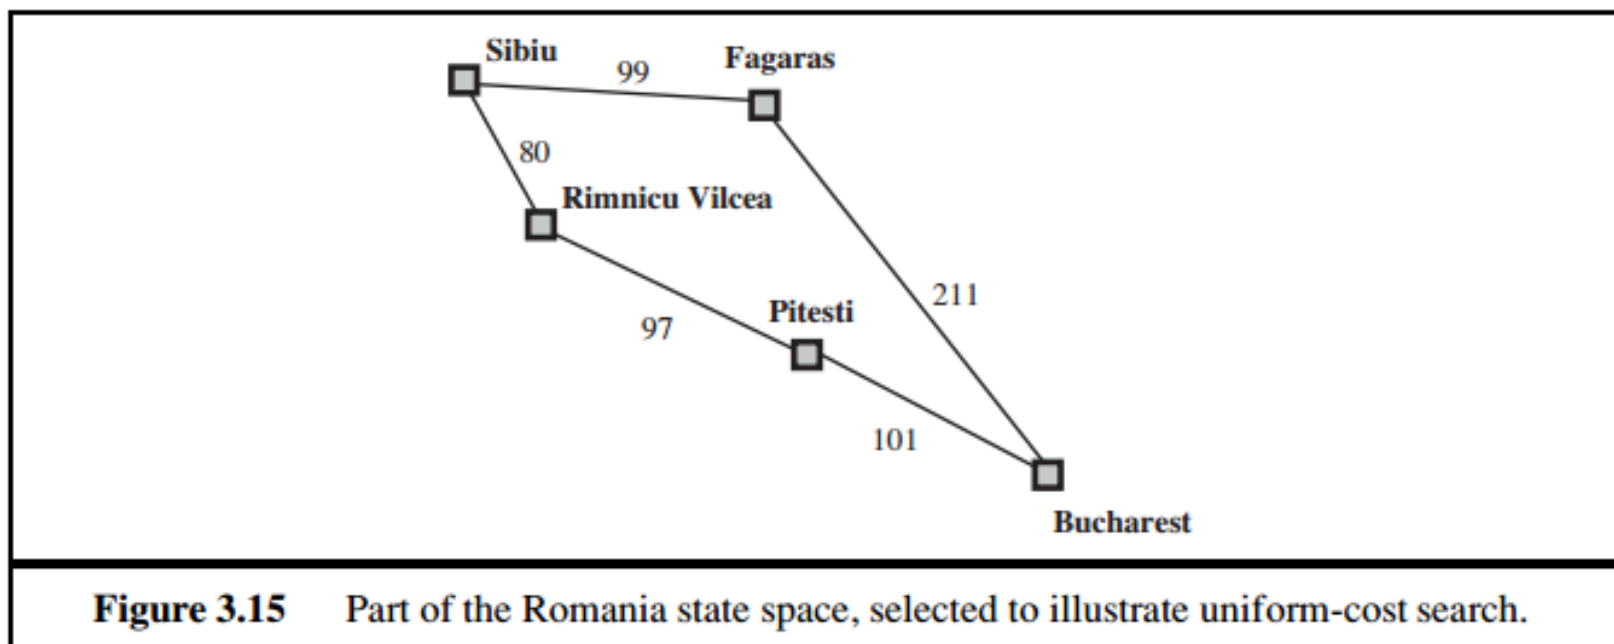 Sibiu
Fagaras
99
80
Rimnicu Vilcea
211
Pitesti
97
101
Bucharest
Figure 3.15 Part of the Romania state space, selected to illustrate uniform-cost search.